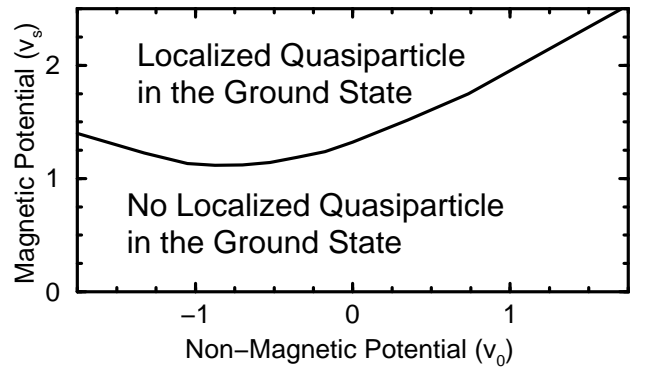 Localized Quasiparticle
in the Ground State
No Localized Quasiparticle
in the Ground State
Magnetic Potential (vₛ)
2
1
0
−1
0
1
Non−Magnetic Potential (v₀)